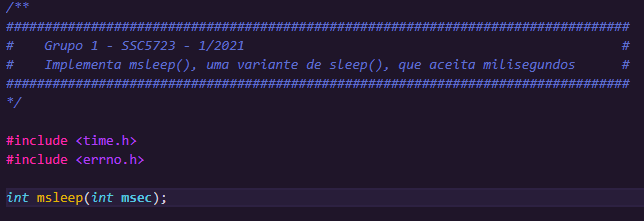 /**
################################################################################
#    Grupo 1 - SSC5723 - 1/2021                                                #
#    Implementa msleep(), uma variante de sleep(), que aceita milisegundos      #
################################################################################
*/
#include <time.h>
#include <errno.h>
int msleep(int msec);